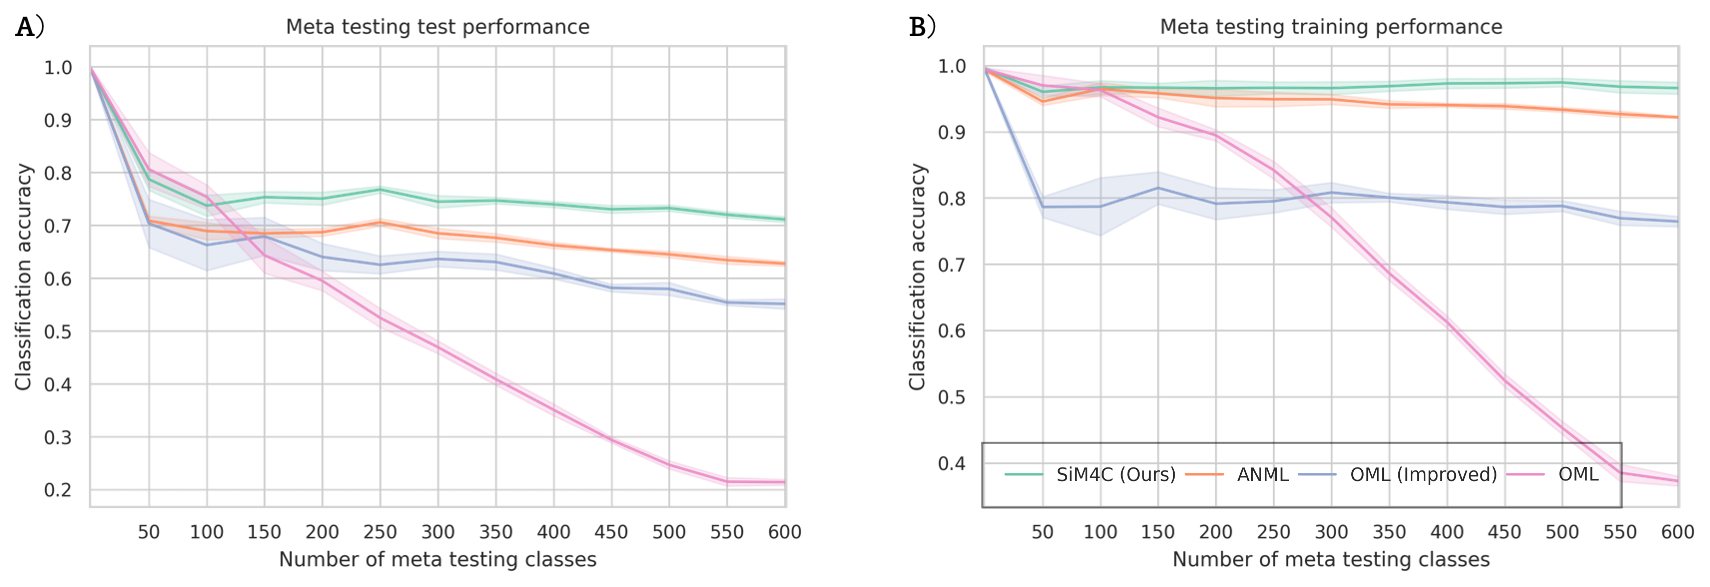 A)
Meta testing test performance
Classification accuracy
1.0
0.9
0.8
0.7
0.6
0.5
0.4
0.3
0.2
50 100 150 200 250 300 350 400 450 500 550 600
Number of meta testing classes
B)
Meta testing training performance
Classification accuracy
1.0
0.9
0.8
0.7
0.6
0.5
0.4
SiM4C (Ours) ANML OML (Improved) OML
50 100 150 200 250 300 350 400 450 500 550 600
Number of meta testing classes